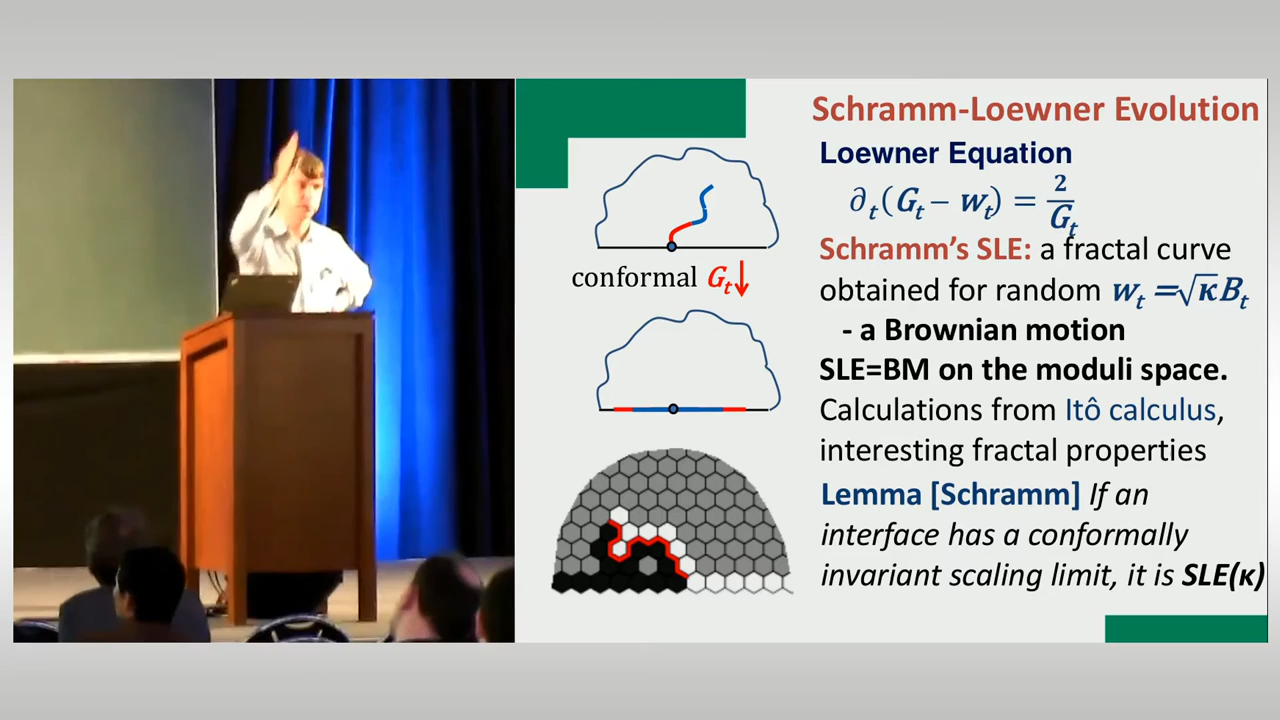 Schramm-Loewner Evolution
Loewner Equation
∂ₜ(Gₜ – wₜ) = 2/Gₜ
Schramm's SLE: a fractal curve
obtained for random wₜ =√κBₜ
- a Brownian motion
SLE=BM on the moduli space.
Calculations from Itô calculus,
interesting fractal properties
Lemma [Schramm] If an
interface has a conformally
invariant scaling limit, it is SLE(κ)
conformal Gₜ↓